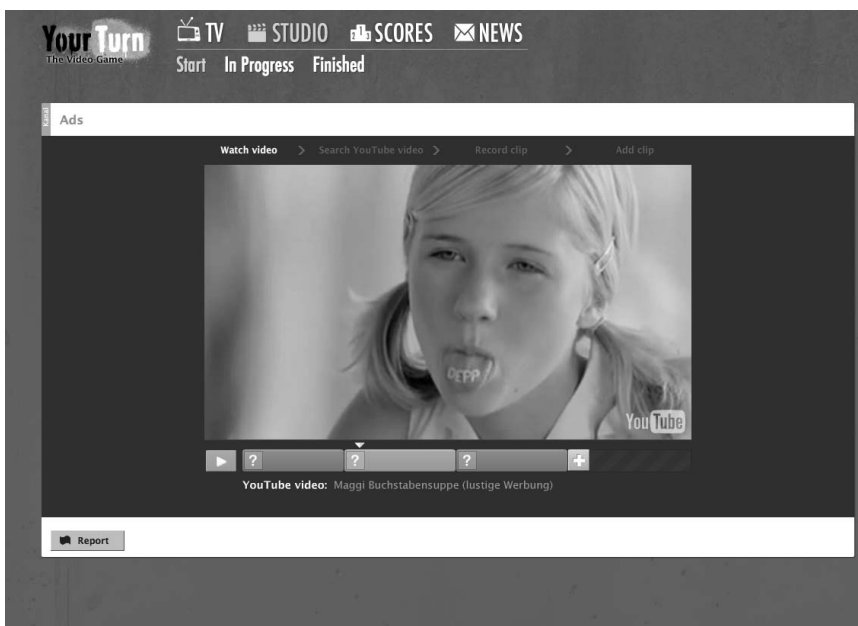 Your Turn
The Video Game
TV STUDIO SCORES NEWS
Start In Progress Finished
Kanal
Ads
Watch video > Search YouTube video > Record clip > Add clip
DEPP
YouTube
? ? ? +
YouTube video: Maggi Buchstabensuppe (lustige Werbung)
Report